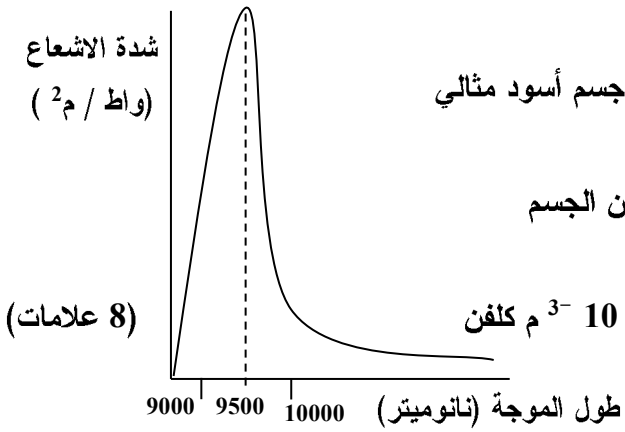 شدة الاشعاع
(واط / م² )
جسم أسود مثالي
ن الجسم
10 ⁻³ م كلفن
(8 علامات)
9000 9500 10000
طول الموجة (نانوميتر)